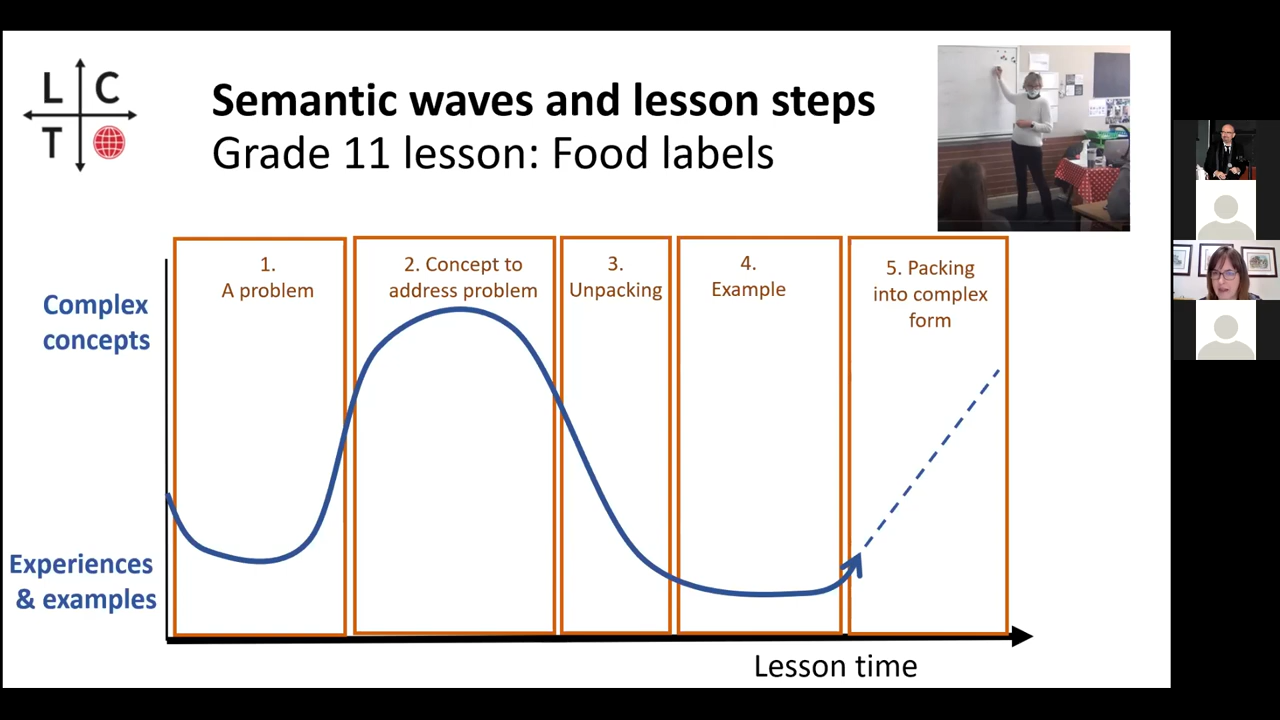 L C
T
Semantic waves and lesson steps
Grade 11 lesson: Food labels
1.
A problem
2. Concept to
address problem
3.
Unpacking
4.
Example
5. Packing
into complex
form
Complex
concepts
Experiences
& examples
Lesson time